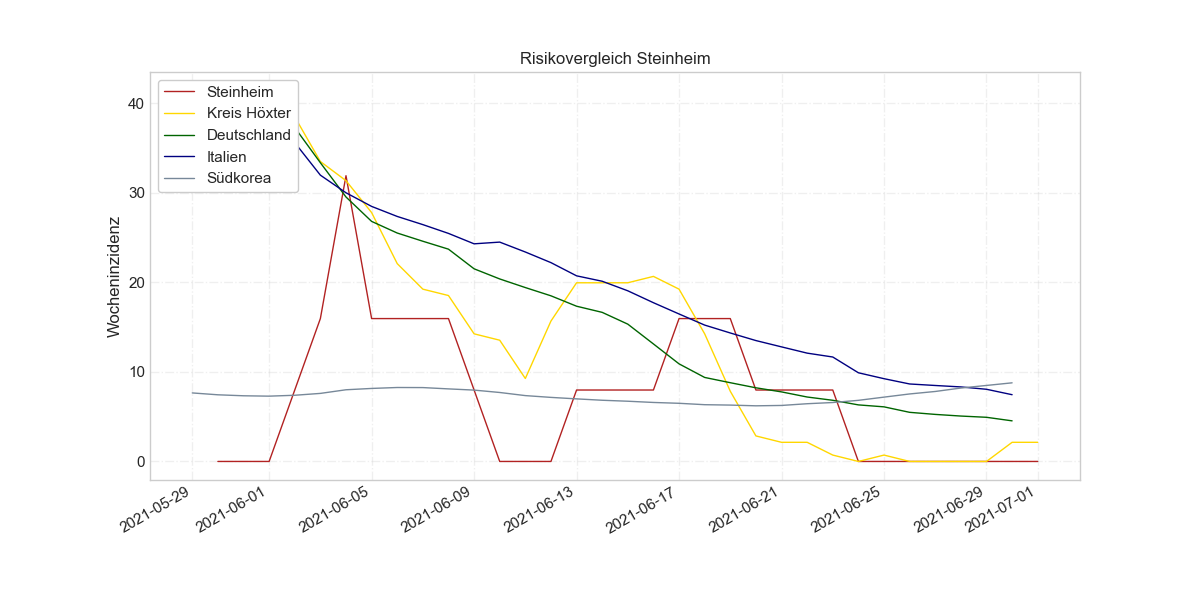 Risikovergleich Steinheim
Steinheim
Kreis Höxter
Deutschland
Italien
Südkorea
Wocheninzidenz
40
30
20
10
0
2021-05-29
2021-06-01
2021-06-05
2021-06-09
2021-06-13
2021-06-17
2021-06-21
2021-06-25
2021-06-29
2021-07-01